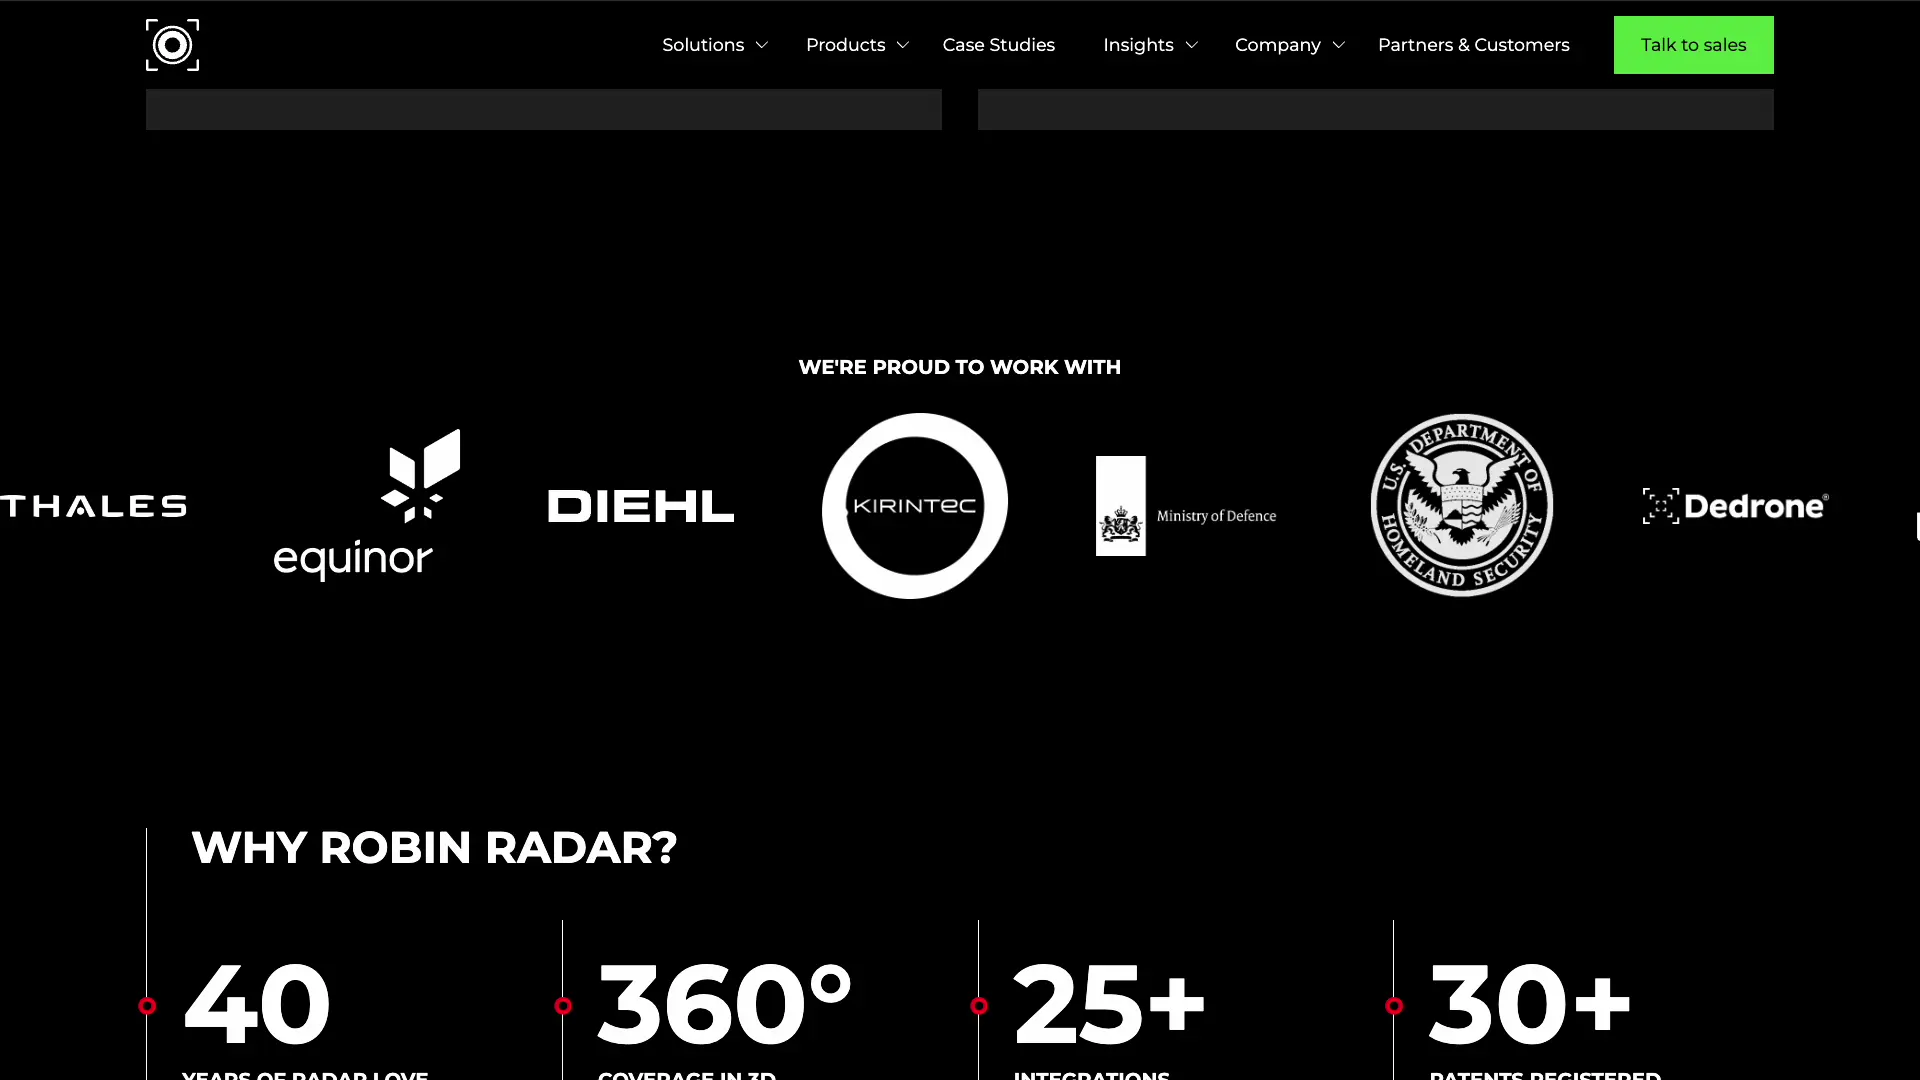 Solutions Products Case Studies Insights Company Partners & Customers Talk to sales
WE'RE PROUD TO WORK WITH
THALES
equinor
DIEHL
KIRINTEC
Ministry of Defence
U.S. DEPARTMENT OF HOMELAND SECURITY
Dedrone®
WHY ROBIN RADAR?
40 360° 25+ 30+
YEARS OF RADAR LOVE COVERAGE IN 3D INTEGRATIONS PATENTS REGISTERED